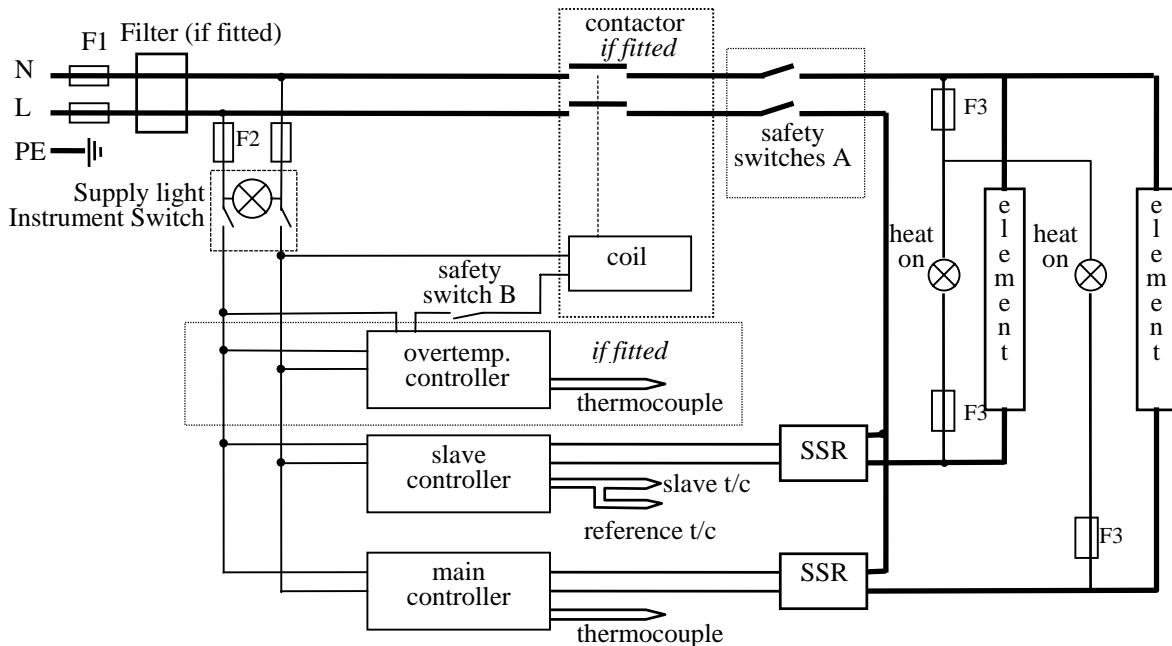 Filter (if fitted)
F1
N
L
PE
F2
Supply light
Instrument Switch
contactor
if fitted
safety
switches A
coil
safety
switch B
overtemp.
controller
if fitted
thermocouple
slave
controller
slave t/c
reference t/c
SSR
main
controller
thermocouple
SSR
F3
heat
on
F3
element
heat
on
F3
element